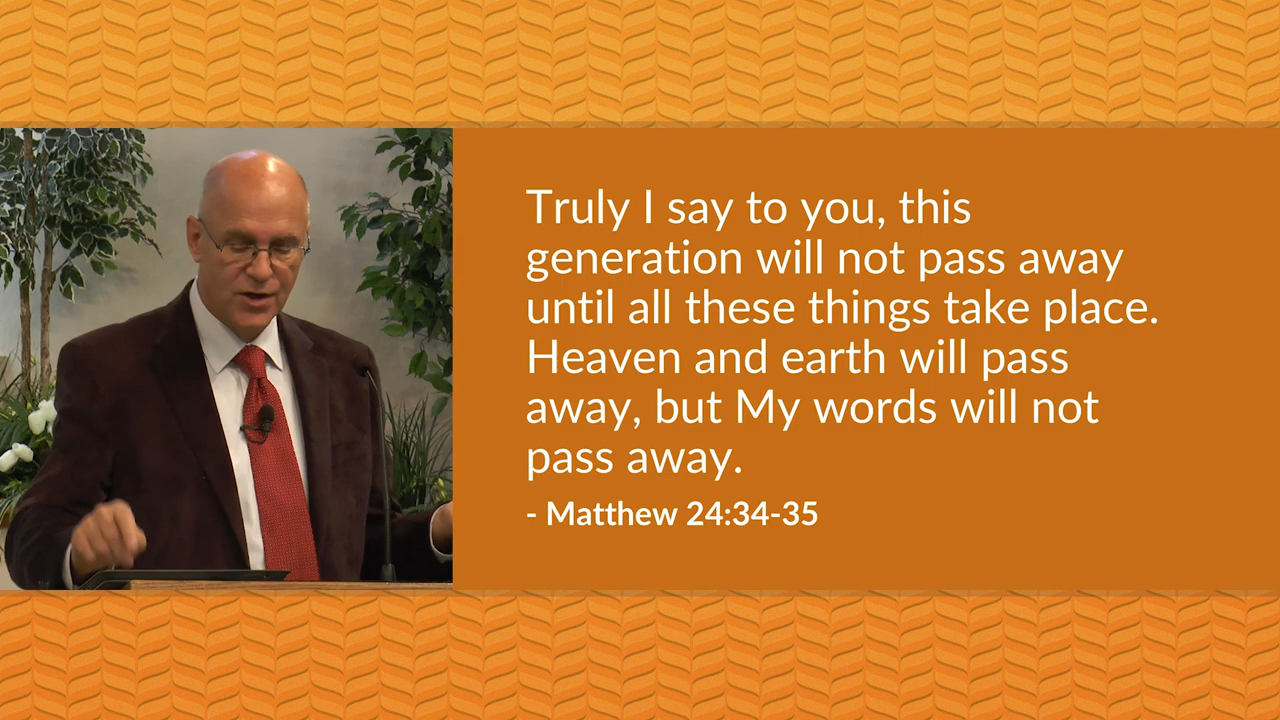 Truly I say to you, this
generation will not pass away
until all these things take place.
Heaven and earth will pass
away, but My words will not
pass away.
- Matthew 24:34-35